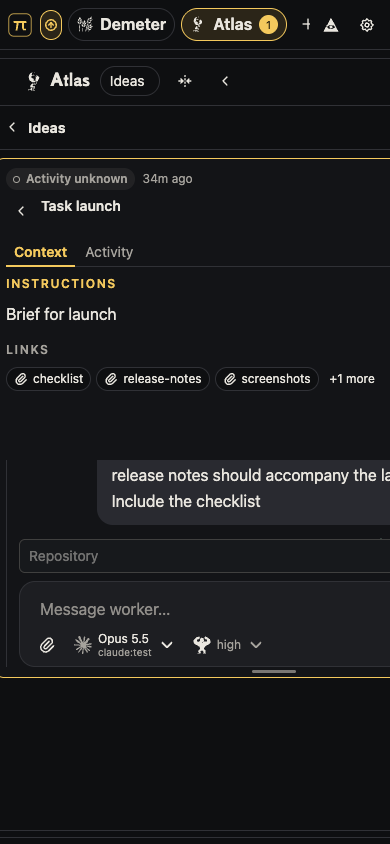 π
Demeter
Atlas 1
Atlas
Ideas
Ideas
Activity unknown 34m ago
Task launch
Context Activity
INSTRUCTIONS
Brief for launch
LINKS
checklist release-notes screenshots +1 more
release notes should accompany the la
Include the checklist
Repository
Message worker...
Opus 5.5
claude:test
high